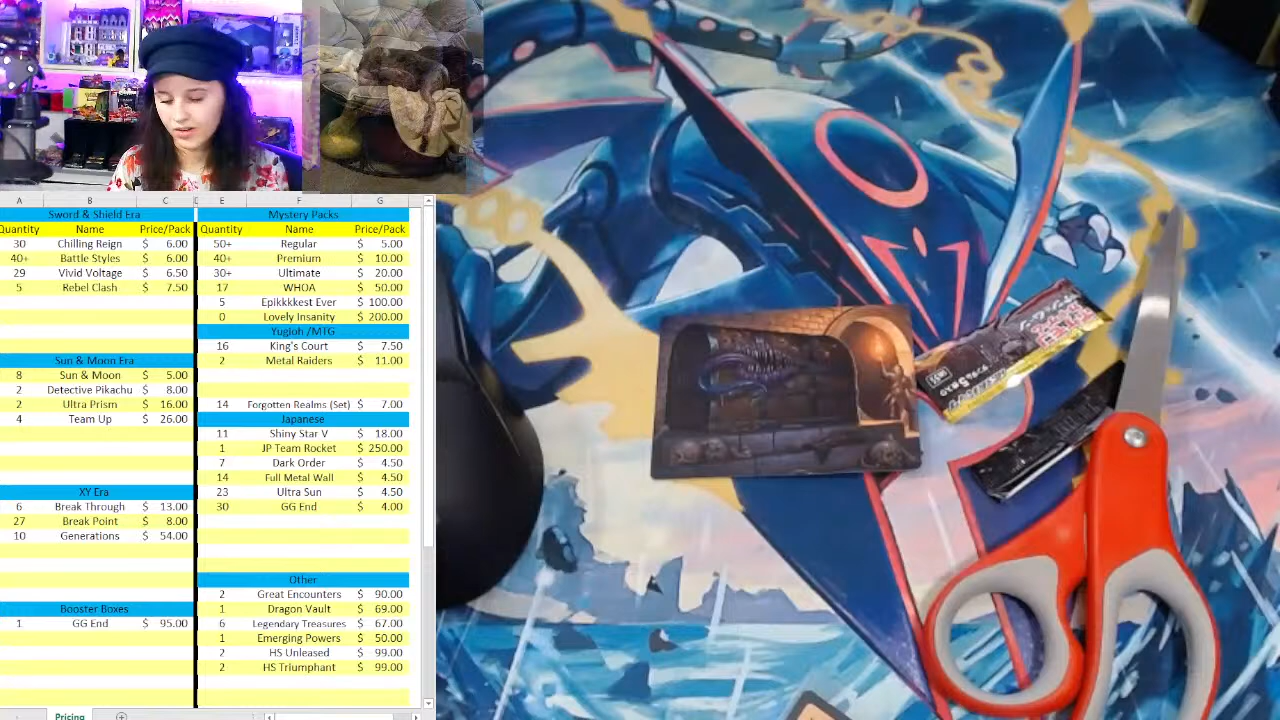 A B C E F G
Sword & Shield Era
Quantity Name Price/Pack
30 Chilling Reign $ 6.00
40+ Battle Styles $ 6.00
29 Vivid Voltage $ 6.50
5 Rebel Clash $ 7.50
Sun & Moon Era
8 Sun & Moon $ 5.00
2 Detective Pikachu $ 8.00
2 Ultra Prism $ 16.00
4 Team Up $ 26.00
XY Era
6 Break Through $ 13.00
27 Break Point $ 8.00
10 Generations $ 54.00
Booster Boxes
1 GG End $ 95.00
Mystery Packs
Quantity Name Price/Pack
50+ Regular $ 5.00
40+ Premium $ 10.00
30+ Ultimate $ 20.00
17 WHOA $ 50.00
5 Epikkkkest Ever $ 100.00
0 Lovely Insanity $ 200.00
Yugioh /MTG
16 King's Court $ 7.50
2 Metal Raiders $ 11.00
14 Forgotten Realms (Set) $ 7.00
Japanese
11 Shiny Star V $ 18.00
1 JP Team Rocket $ 250.00
7 Dark Order $ 4.50
14 Full Metal Wall $ 4.50
23 Ultra Sun $ 4.50
30 GG End $ 4.00
Other
2 Great Encounters $ 90.00
1 Dragon Vault $ 69.00
6 Legendary Treasures $ 67.00
1 Emerging Powers $ 50.00
2 HS Unleased $ 99.00
2 HS Triumphant $ 99.00
Pricing